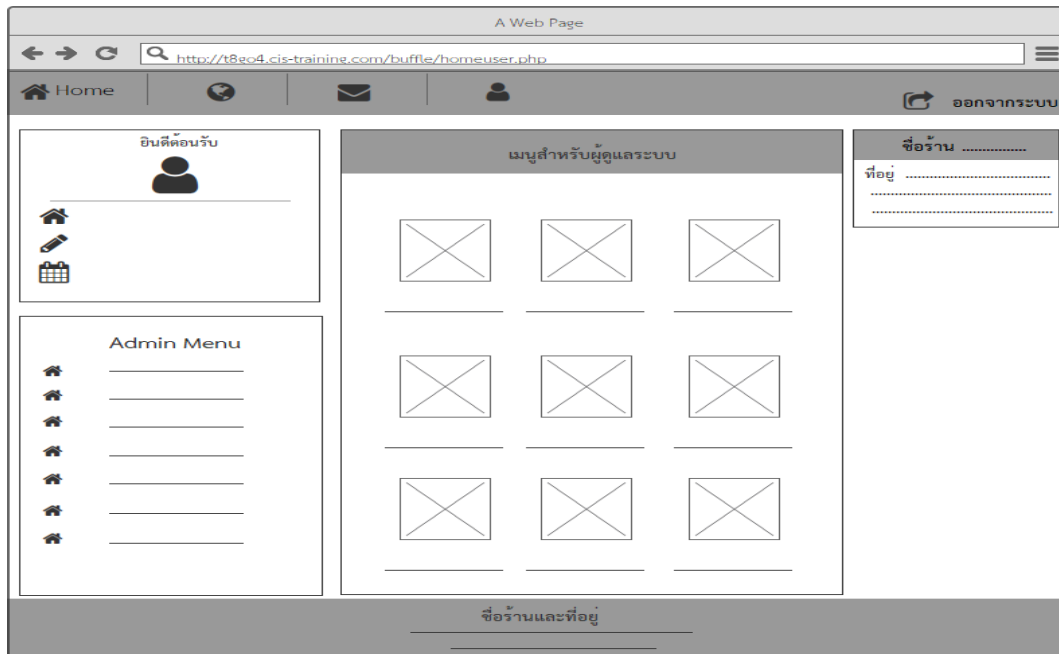 A Web Page
http://t8go4.cis-training.com/buffle/homeuser.php
Home
ออกจากระบบ
ยินดีต้อนรับ
Admin Menu
เมนูสำหรับผู้ดูแลระบบ
ชื่อร้าน ................
ที่อยู่ ....................................
.............................................
.............................................
ชื่อร้านและที่อยู่